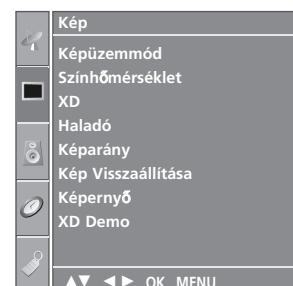 Kép
Képüzemmód
Színhőmérséklet
XD
Haladó
Képarány
Kép Visszaállítása
Képernyő
XD Demo
▲▼ ◄► OK MENU